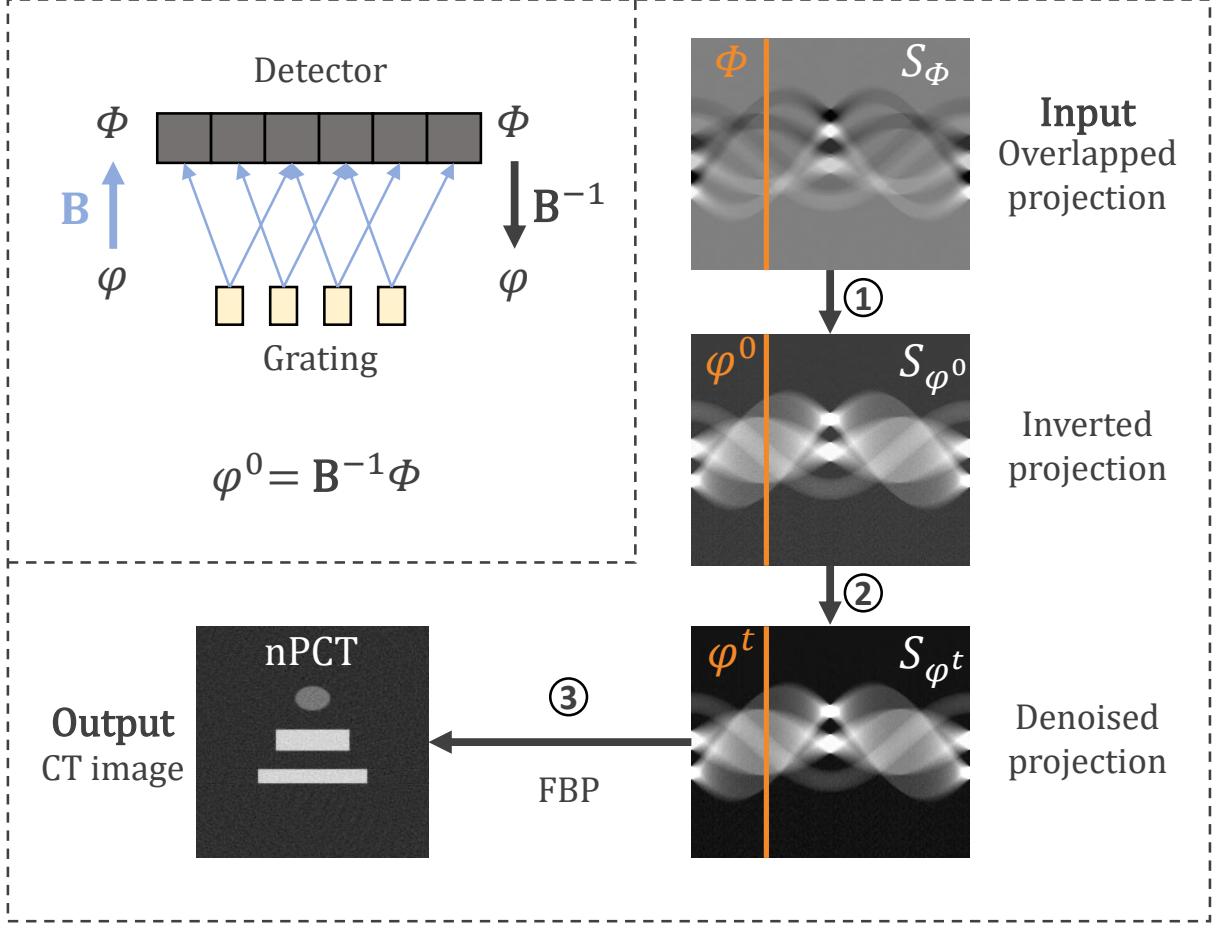 Detector
Φ
Φ
B
B⁻¹
φ
φ
Grating
φ⁰ = B⁻¹Φ
Φ
S_Φ
Input
Overlapped
projection
①
φ⁰
S_φ⁰
Inverted
projection
②
φᵗ
S_φᵗ
Denoised
projection
③
FBP
nPCT
Output
CT image